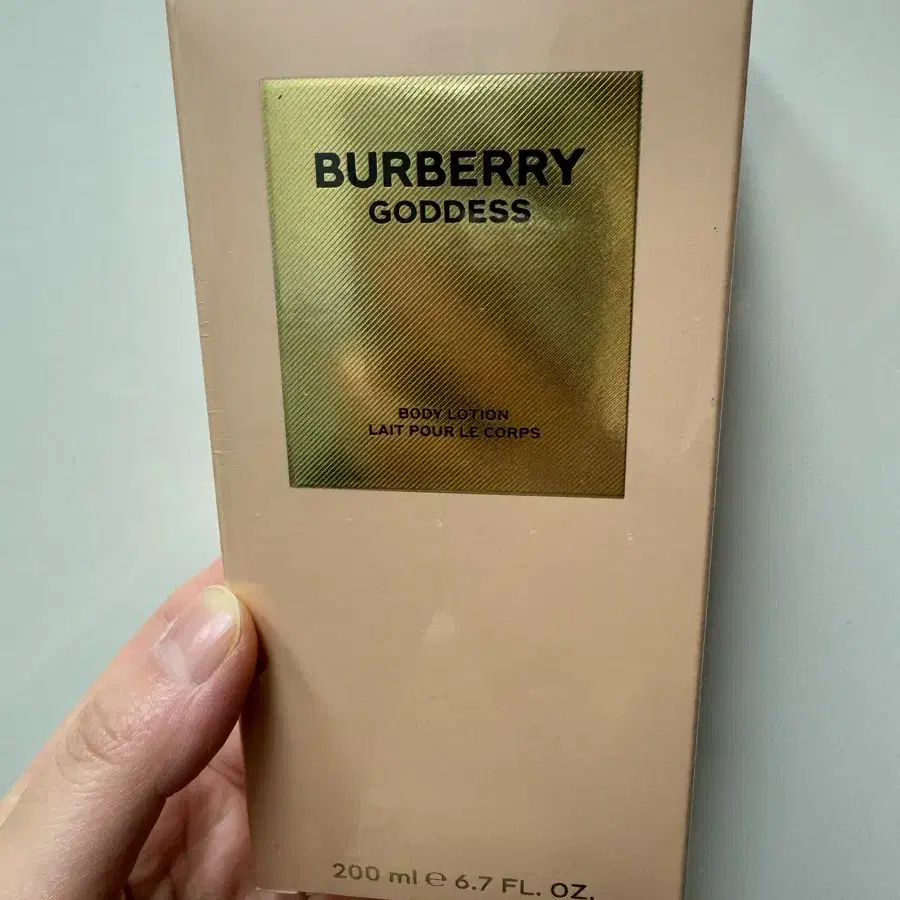 BURBERRY
GODDESS
BODY LOTION
LAIT POUR LE CORPS
200 ml ℮ 6.7 FL. OZ.